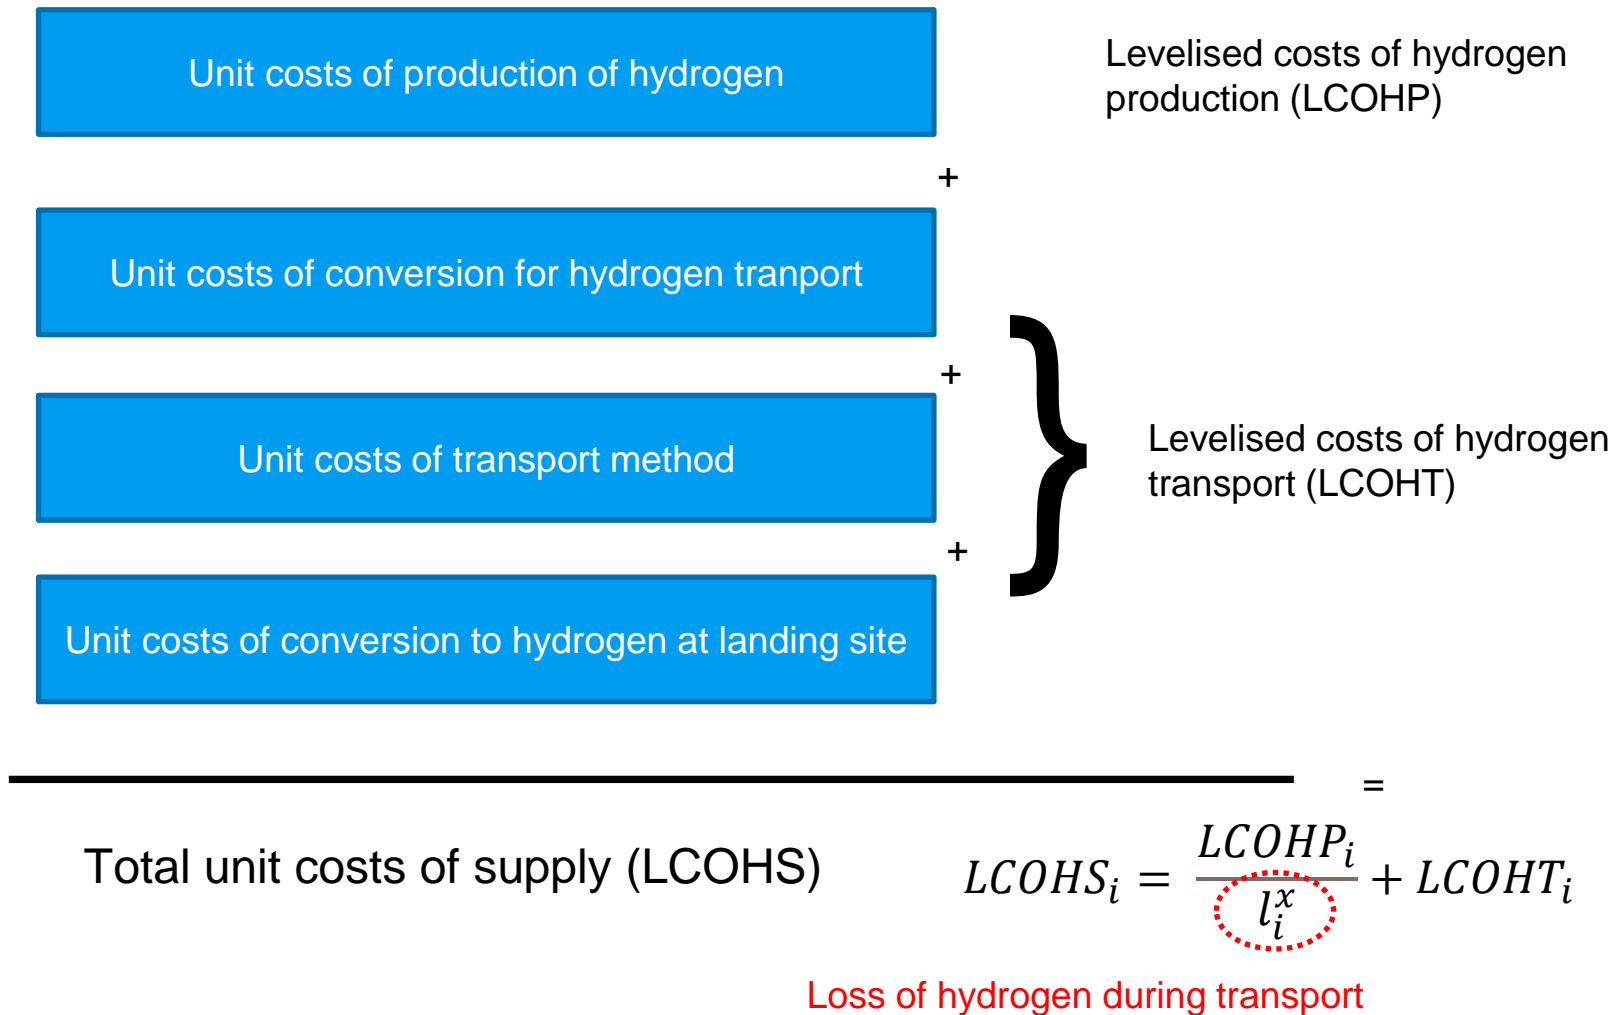 Unit costs of production of hydrogen
Levelised costs of hydrogen
production (LCOHP)
+
Unit costs of conversion for hydrogen tranport
+
Unit costs of transport method
Levelised costs of hydrogen
transport (LCOHT)
+
Unit costs of conversion to hydrogen at landing site
=
Total unit costs of supply (LCOHS)
$LCOHS_i = \frac{LCOHP_i}{l_i^x} + LCOHT_i$
Loss of hydrogen during transport